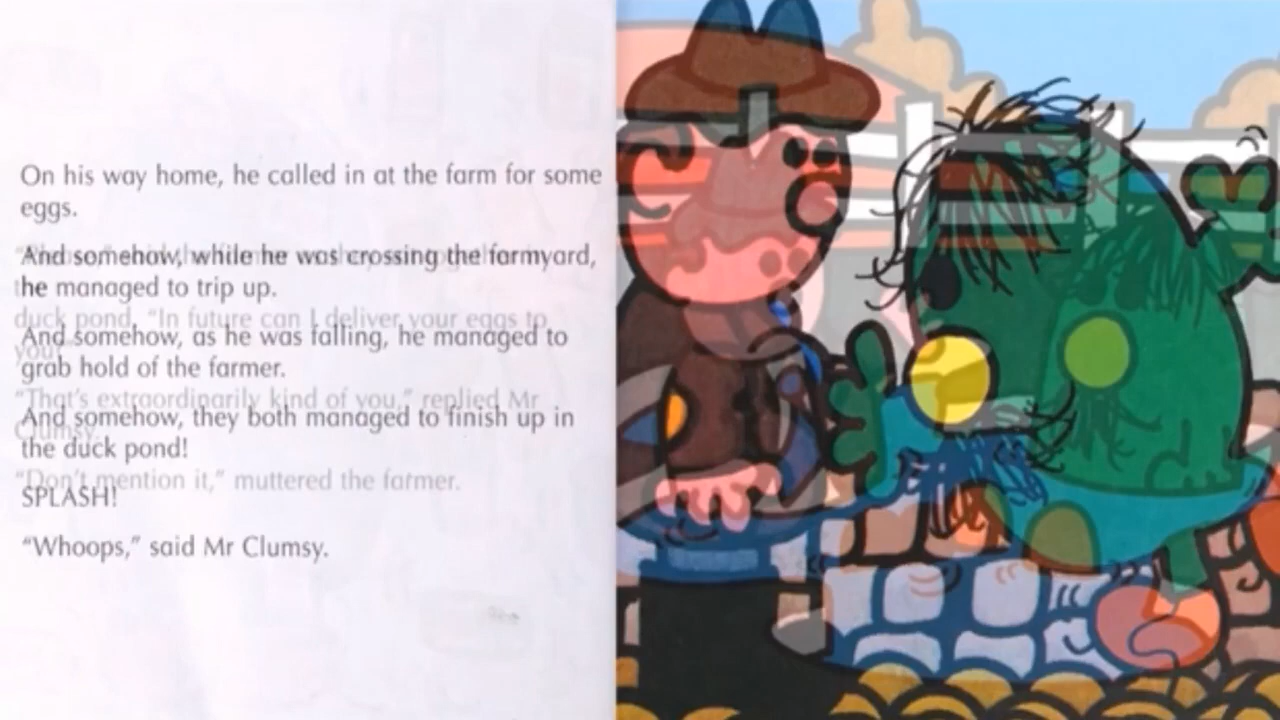 On his way home, he called in at the farm for some
eggs.
And somehow, while he was crossing the farmyard,
he managed to trip up.
duck pond. "In future can I deliver your eggs to
you?"
And somehow, as he was falling, he managed to
grab hold of the farmer.
"That's extraordinarily kind of you," replied Mr
Clumsy.
And somehow, they both managed to finish up in
the duck pond!
"Don't mention it," muttered the farmer.
SPLASH!
"Whoops," said Mr Clumsy.